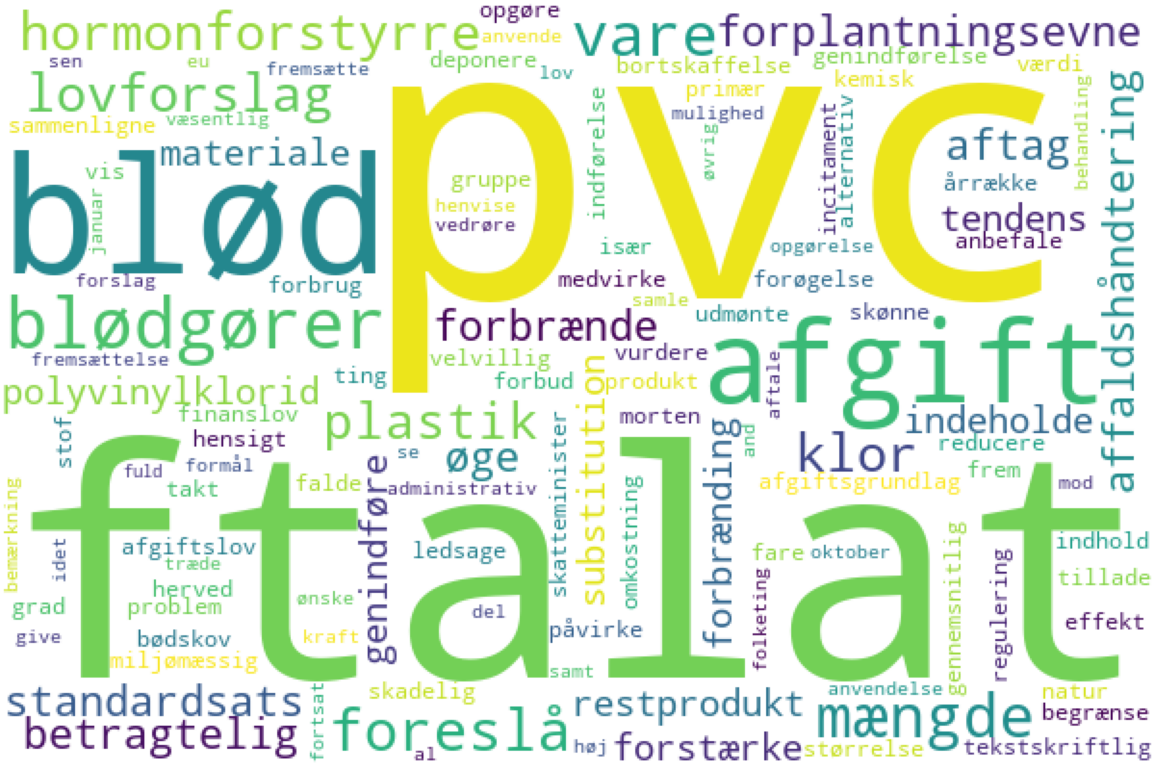 opgøre
hormonforstyrre
anvende
vare
forplantningsevne
sen
eu
fremsætte
deponere
lov
bortskaffelse
genindførelse
værdi
lovforslag
primær
kemisk
sammenligne
væsentlig
pvc
mulighed
materiale
blød
vis
januar
gruppe
henvise
vedrøre
indførelse
øvrig
incitament
alternativ
aftag
årrække
behandling
affaldshåndtering
tendens
anbefale
især
opgørelse
forslag
forbrug
medvirke
forøgelse
samle
blødgører
forbrænde
udmønte
skønne
fremsættelse
velvillig
vurdere
afgift
ting
forbud
produkt
aftale
polyvinylklorid
finanslov
plastik
substitution
morten
indeholde
stof
hensigt
se
øge
forbrænding
and
klor
reducere
fuld
formål
takt
falde
administrativ
skatteminister
omkostning
afgiftsgrundlag
frem
mod
ftalat
bemærkning
idet
afgiftslov
træde
genindføre
ledsage
fare
oktober
gennemsnitlig
regulering
indhold
herved
tillade
grad
problem
ønske
del
folketing
effekt
give
bødskov
kraft
påvirke
miljømæssig
samt
standardsats
fortsat
skadelig
restprodukt
anvendelse
natur
mængde
begrænse
betragtelig
foreslå
al
høj
forstærke
størrelse
tekstskriftlig